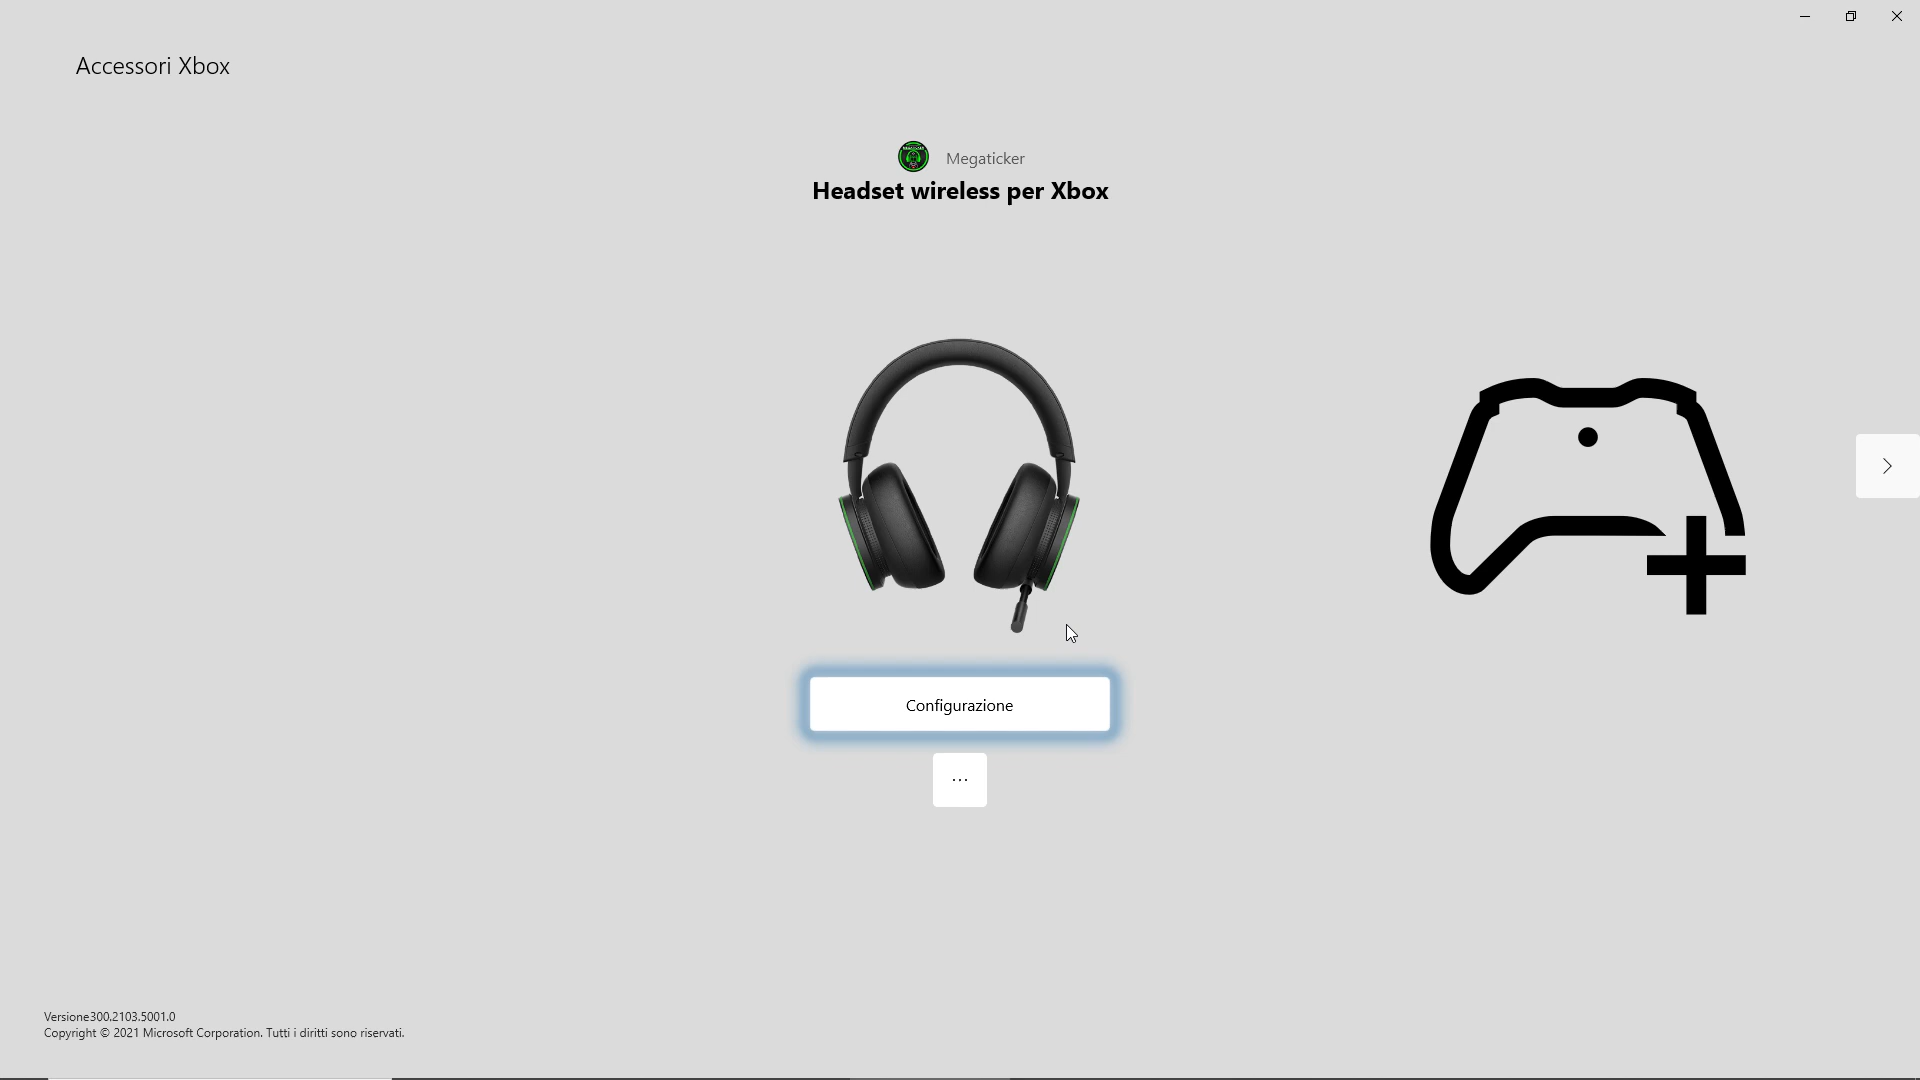 Accessori Xbox
Megaticker
Headset wireless per Xbox
Configurazione
...
Versione300.2103.5001.0
Copyright © 2021 Microsoft Corporation. Tutti i diritti sono riservati.